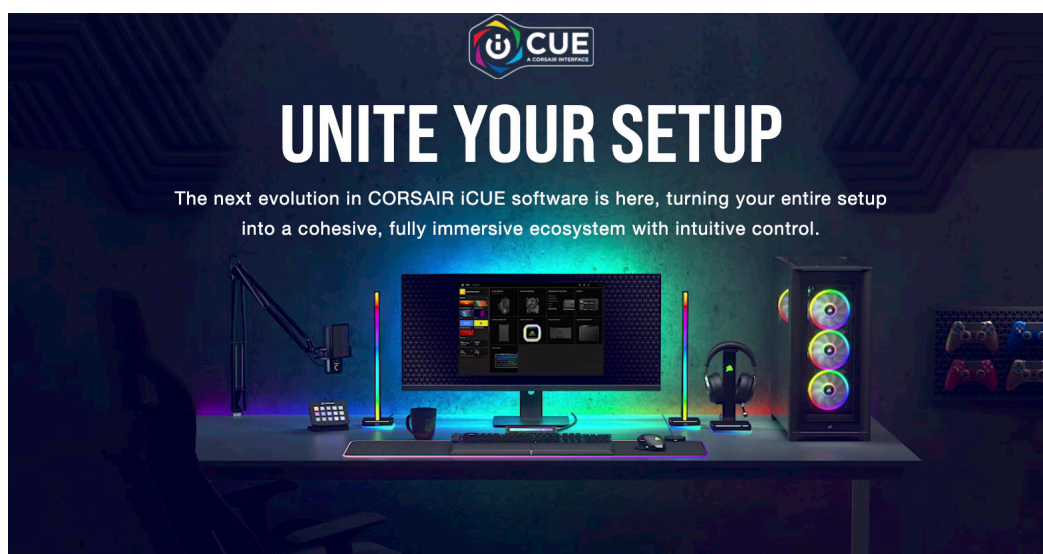 iCUE
A CORSAIR INTERFACE
UNITE YOUR SETUP
The next evolution in CORSAIR iCUE software is here, turning your entire setup
into a cohesive, fully immersive ecosystem with intuitive control.